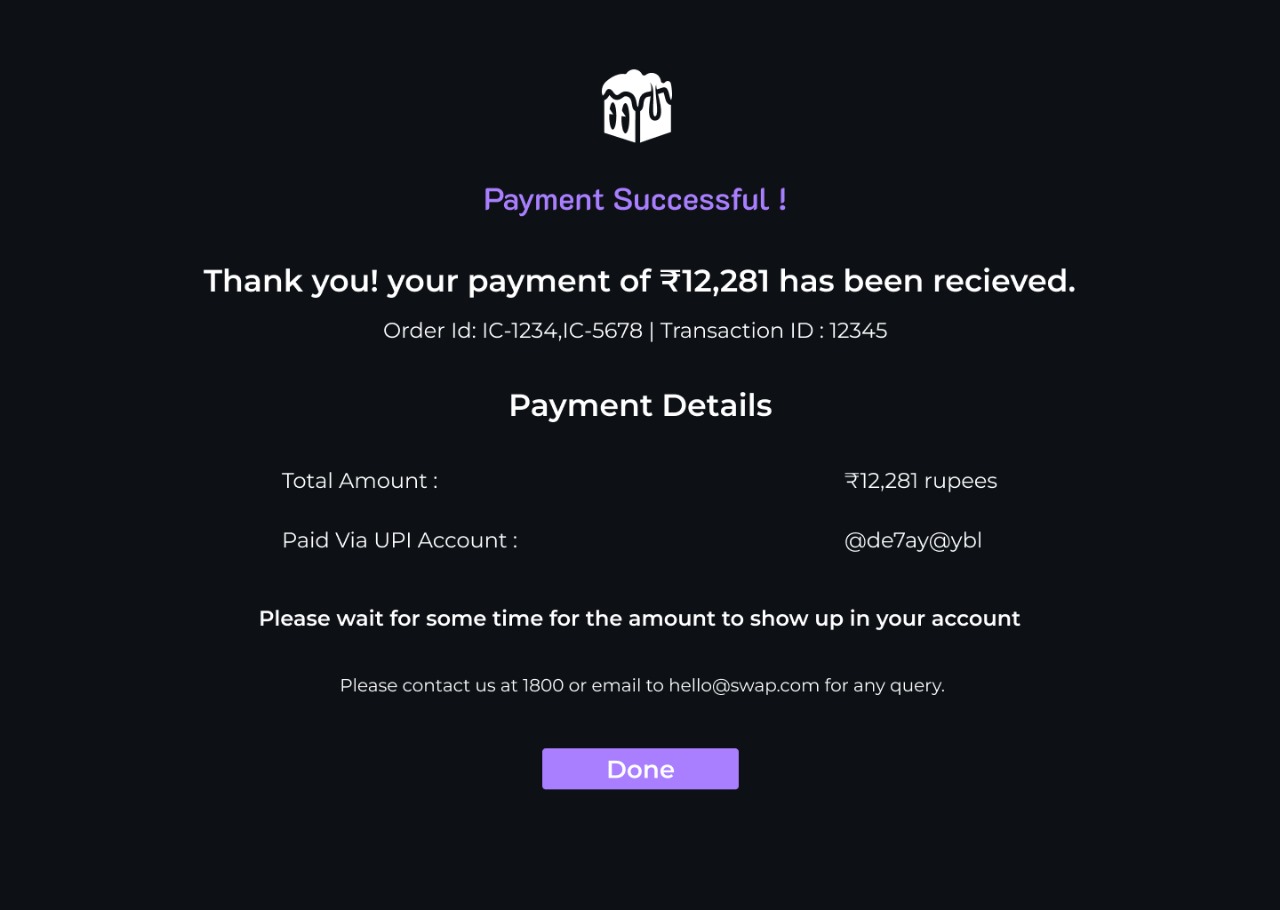 Payment Successful !
Thank you! your payment of ₹12,281 has been recieved.
Order Id: IC-1234,IC-5678 | Transaction ID : 12345
Payment Details
Total Amount : ₹12,281 rupees
Paid Via UPI Account : @de7ay@ybl
Please wait for some time for the amount to show up in your account
Please contact us at 1800 or email to hello@swap.com for any query.
Done